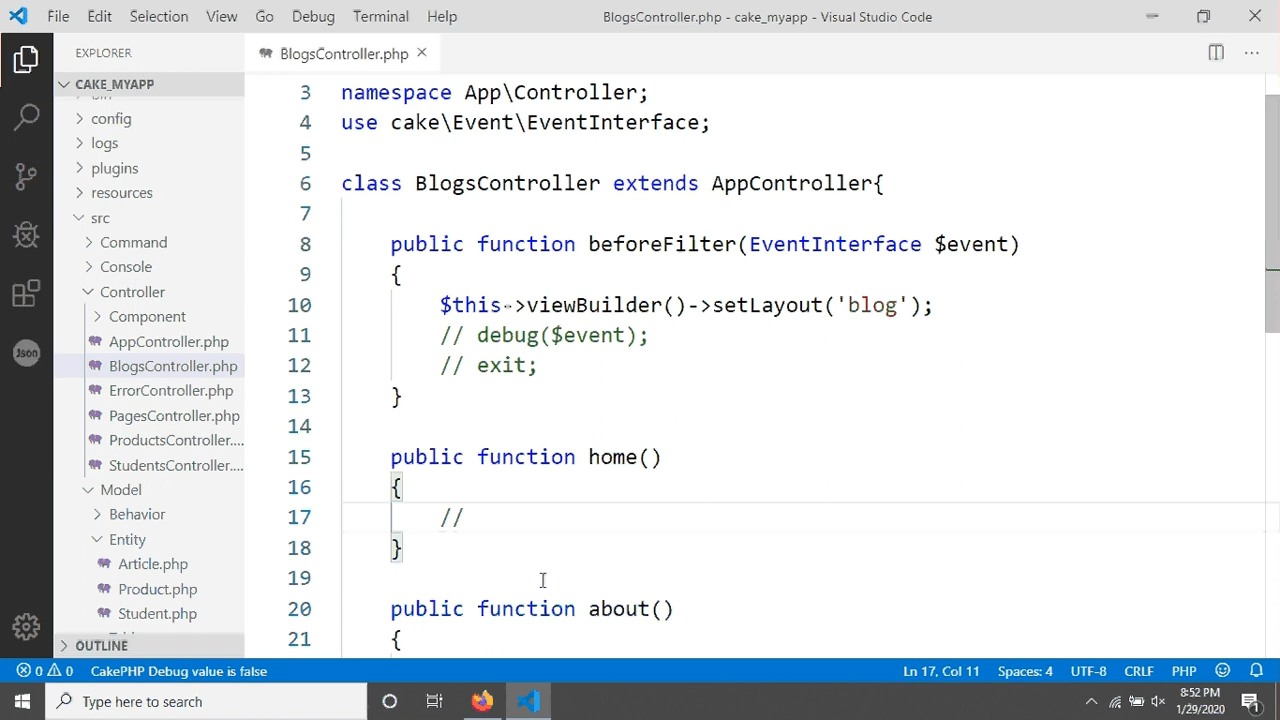 File Edit Selection View Go Debug Terminal Help BlogsController.php - cake_myapp - Visual Studio Code
EXPLORER
CAKE_MYAPP
config
logs
plugins
resources
src
Command
Console
Controller
Component
AppController.php
BlogsController.php
ErrorController.php
PagesController.php
ProductsController....
StudentsController....
Model
Behavior
Entity
Article.php
Product.php
Student.php
OUTLINE
Json
BlogsController.php
3 namespace App\Controller;
4 use cake\Event\EventInterface;
5
6 class BlogsController extends AppController{
7
8 public function beforeFilter(EventInterface $event)
9 {
10 $this->viewBuilder()->setLayout('blog');
11 // debug($event);
12 // exit;
13 }
14
15 public function home()
16 {
17 //
18 }
19
20 public function about()
21 {
0 0 CakePHP Debug value is false Ln 17, Col 11 Spaces: 4 UTF-8 CRLF PHP
Type here to search
8:52 PM
1/29/2020
1